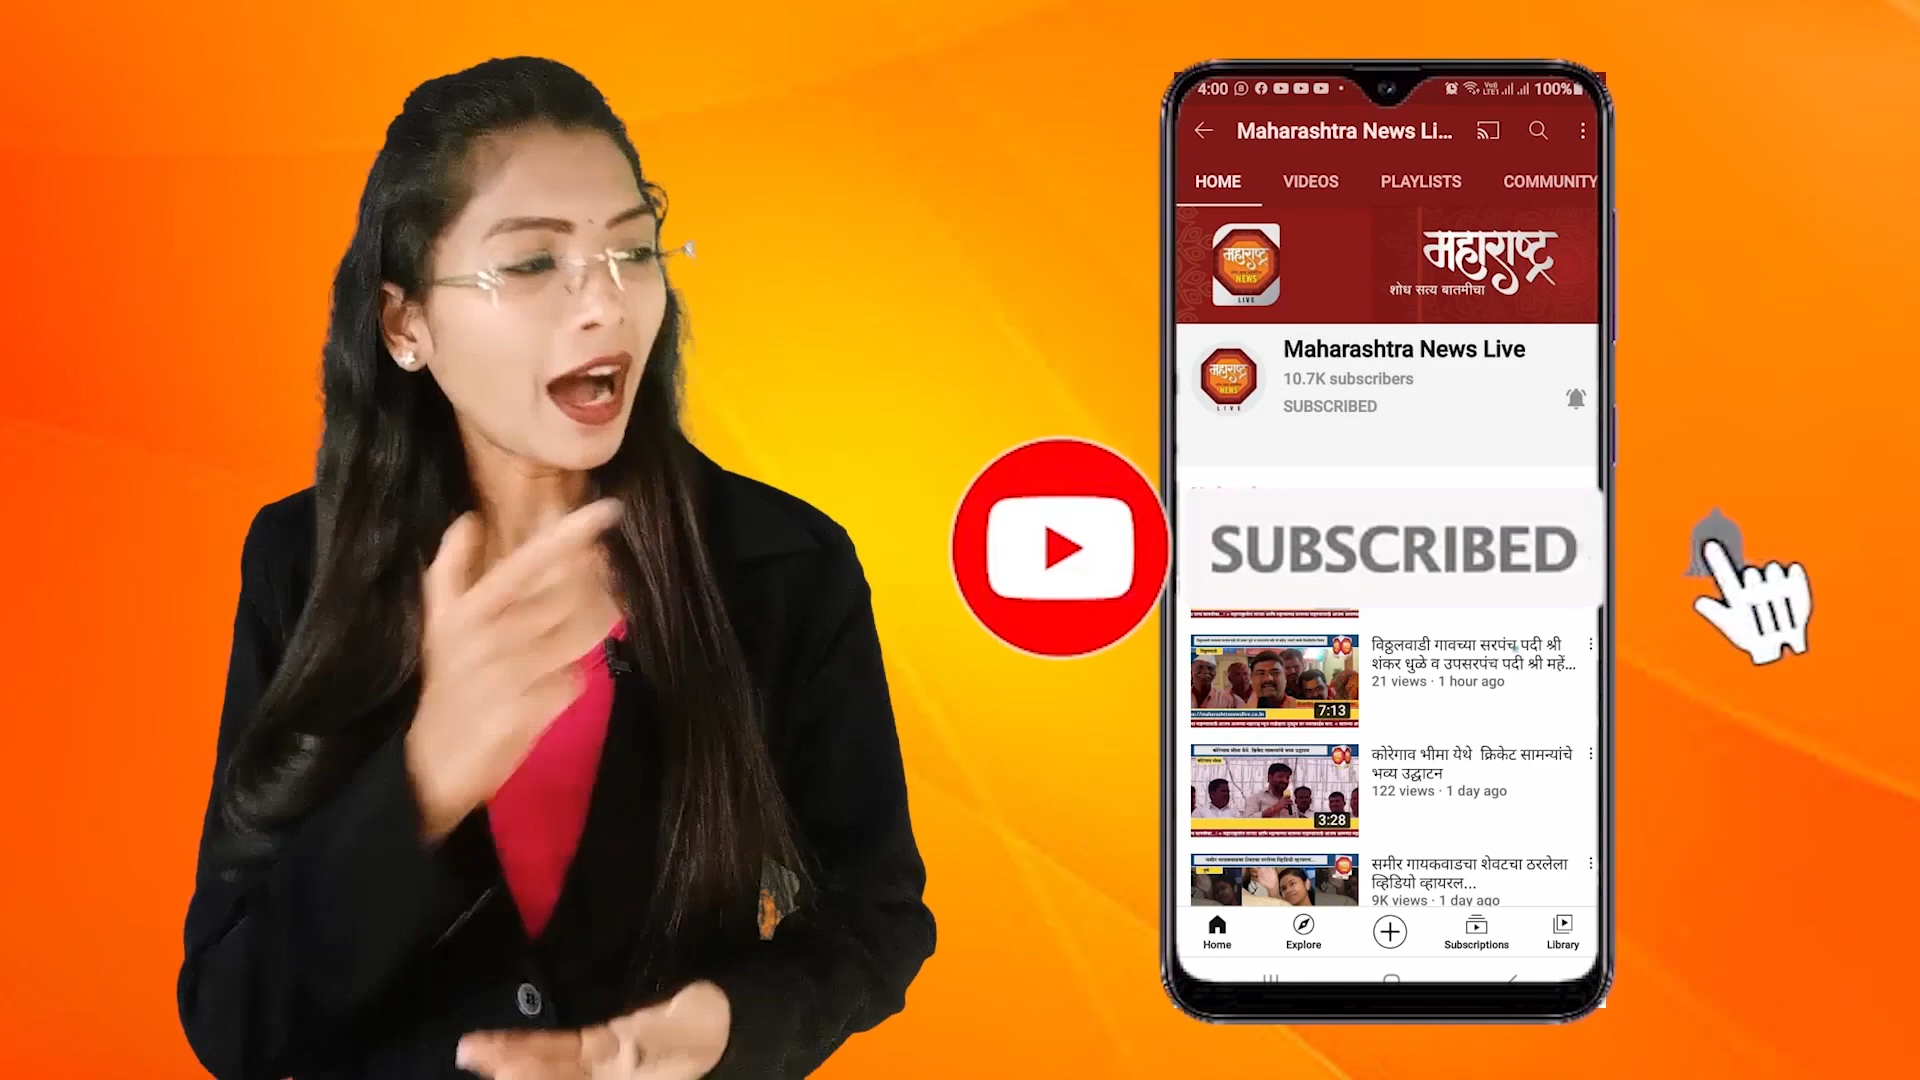 4:00
100%
Maharashtra News Li...
HOME VIDEOS PLAYLISTS COMMUNITY
महाराष्ट्र
NEWS
LIVE
महाराष्ट्र
शोध सत्य बातमीचा
महाराष्ट्र
NEWS
LIVE
Maharashtra News Live
10.7K subscribers
SUBSCRIBED
SUBSCRIBED
विठ्ठलवाडी गावच्या सरपंच पदी श्री
शंकर धुळे व उपसरपंच पदी श्री महें...
21 views · 1 hour ago
7:13
कोरेगाव भीमा येथे क्रिकेट सामन्यांचे
भव्य उद्घाटन
122 views · 1 day ago
3:28
समीर गायकवाडचा शेवटचा ठरलेला
व्हिडियो व्हायरल...
9K views · 1 day ago
Home Explore Subscriptions Library